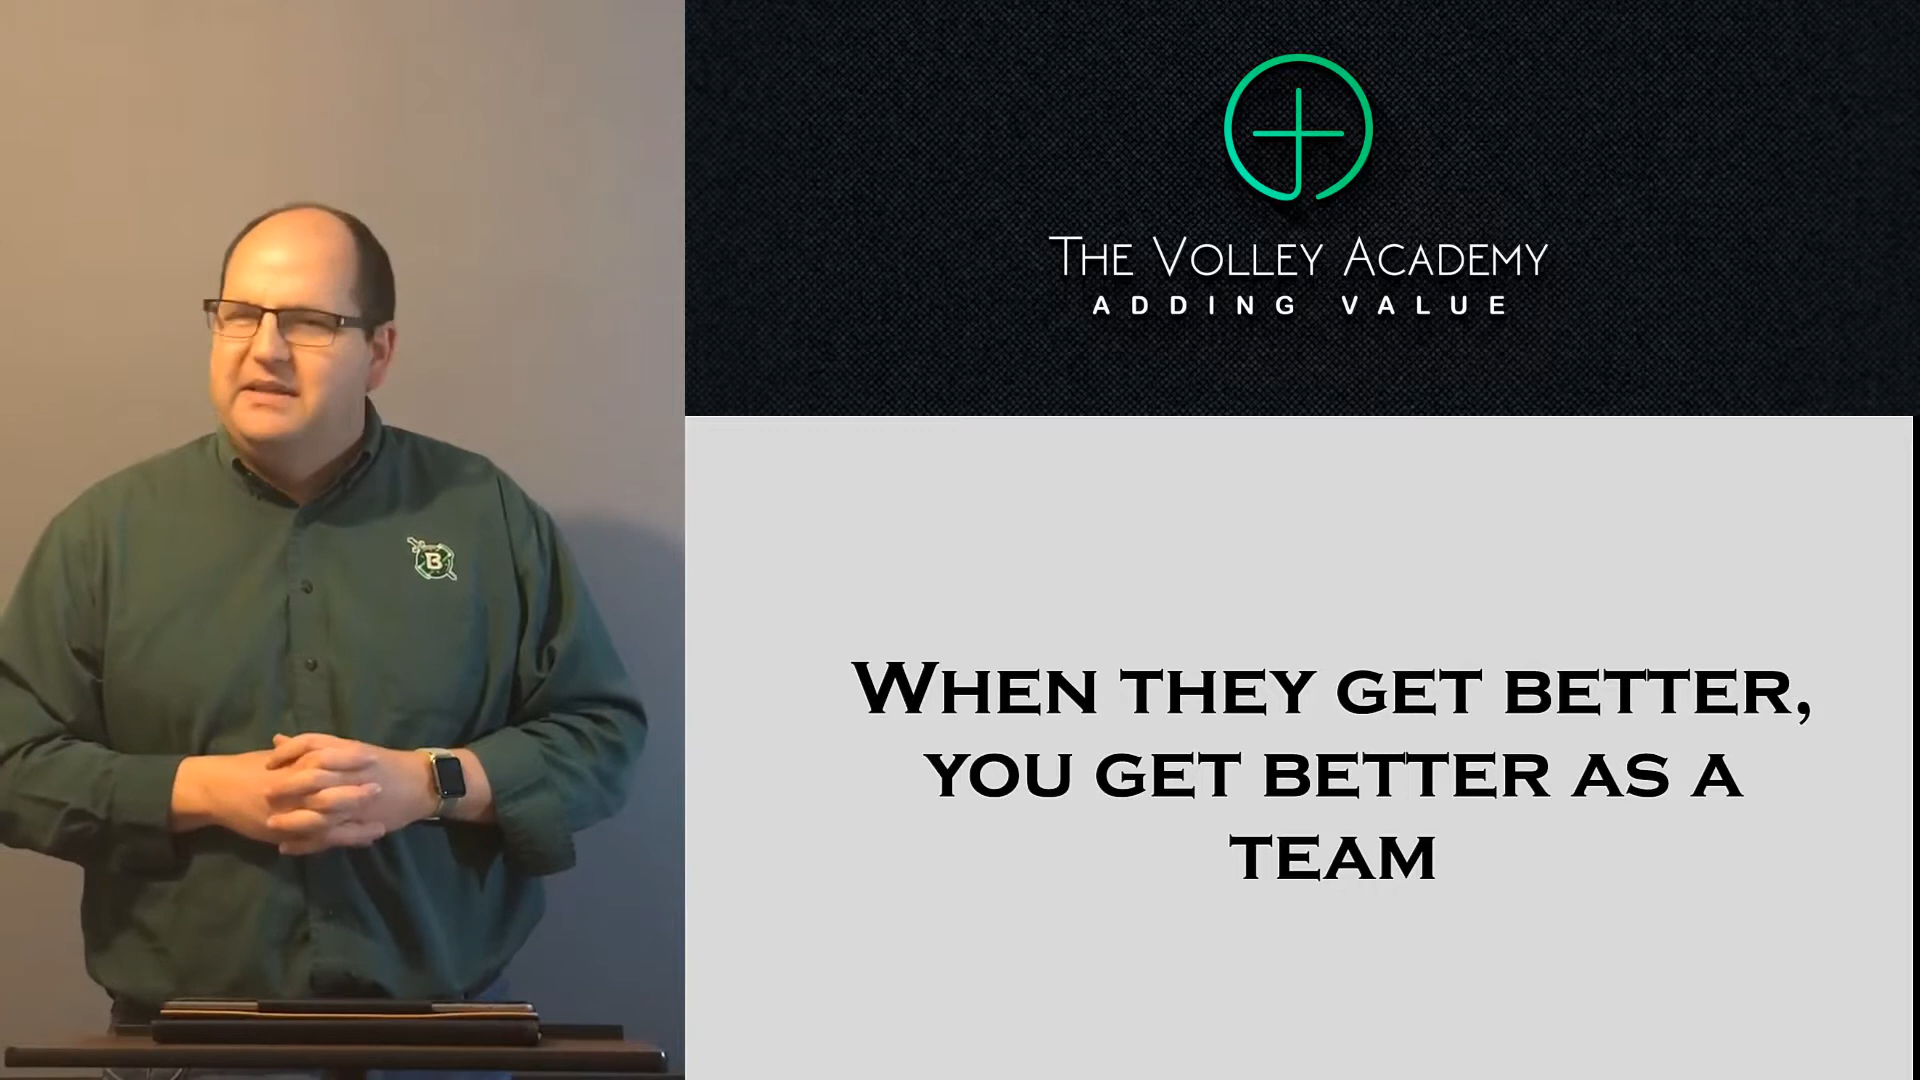 The Volley Academy
ADDING VALUE
B
When they get better,
you get better as a
team